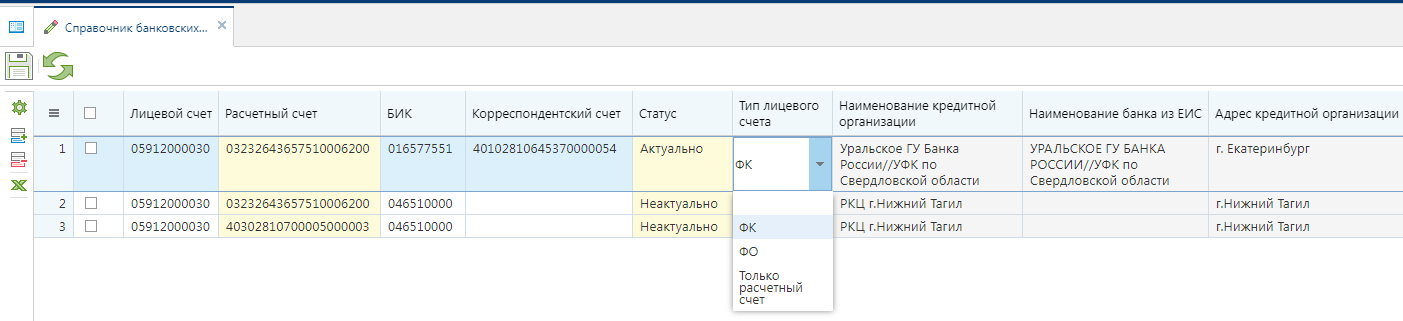 Справочник банковских...
Лицевой счет Расчетный счет БИК Корреспондентский счет Статус Тип лицевого счета Наименование кредитной организации Наименование банка из ЕИС Адрес кредитной организации
1 05912000030 03232643657510006200 016577551 40102810645370000054 Актуально ФК Уральское ГУ Банка России//УФК по Свердловской области УРАЛЬСКОЕ ГУ БАНКА РОССИИ//УФК по Свердловской области г. Екатеринбург
2 05912000030 03232643657510006200 046510000 Неактуально РКЦ г.Нижний Тагил г.Нижний Тагил
3 05912000030 40302810700005000003 046510000 Неактуально РКЦ г.Нижний Тагил г.Нижний Тагил
ФК
ФО
Только
расчетный
счет